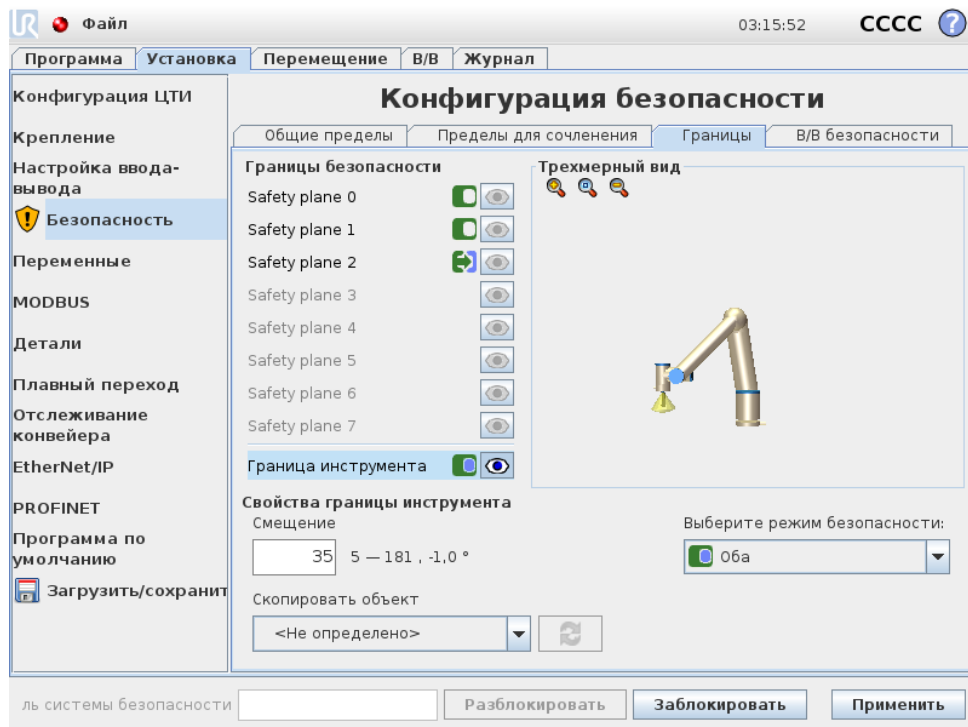 UR
Файл
03:15:52
CCCC
?
Программа
Установка
Перемещение
В/В
Журнал
Конфигурация ЦТИ
Крепление
Настройка ввода-
вывода
Безопасность
Переменные
MODBUS
Детали
Плавный переход
Отслеживание
конвейера
EtherNet/IP
PROFINET
Программа по
умолчанию
Загрузить/сохранит
Конфигурация безопасности
Общие пределы
Пределы для сочленения
Границы
В/В безопасности
Границы безопасности
Safety plane 0
Safety plane 1
Safety plane 2
Safety plane 3
Safety plane 4
Safety plane 5
Safety plane 6
Safety plane 7
Граница инструмента
Трехмерный вид
Свойства границы инструмента
Смещение
35 5 — 181 , -1,0 °
Скопировать объект
<Не определено>
Выберите режим безопасности:
Оба
ль системы безопасности
Разблокировать
Заблокировать
Применить